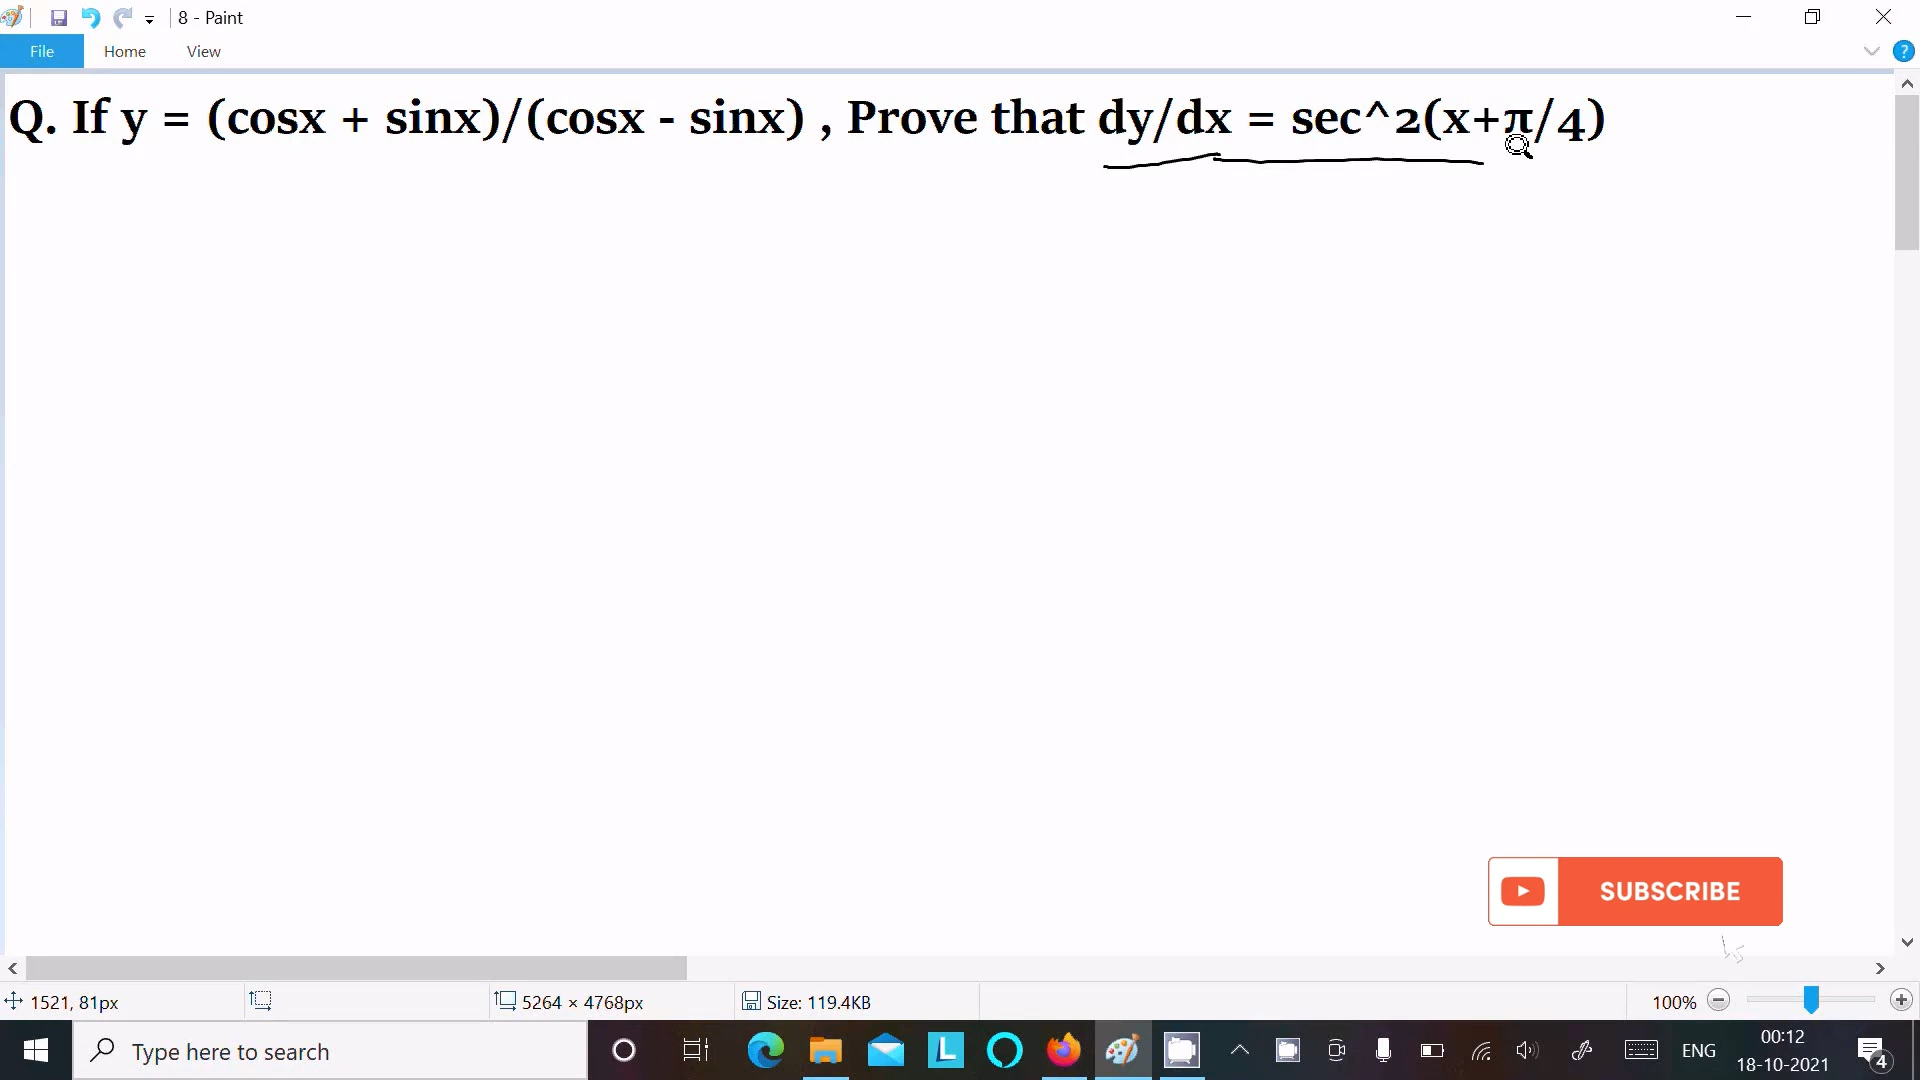 8 - Paint
File Home View
Q. If y = (cosx + sinx)/(cosx - sinx) , Prove that dy/dx = sec^2(x+π/4)
SUBSCRIBE
1521, 81px
5264 × 4768px
Size: 119.4KB
100%
Type here to search
L
ENG
00:12
18-10-2021
4